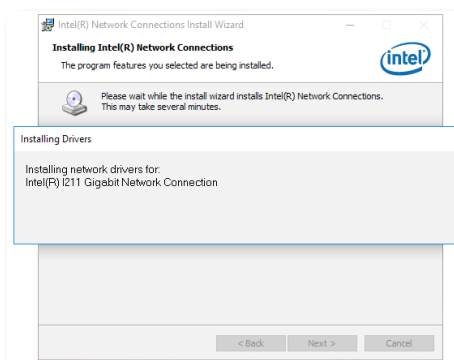 Intel(R) Network Connections Install Wizard
Installing Intel(R) Network Connections
The program features you selected are being installed.
intel
Please wait while the install wizard installs Intel(R) Network Connections.
This may take several minutes.
Installing Drivers
Installing network drivers for:
Intel(R) I211 Gigabit Network Connection
< Back
Next >
Cancel